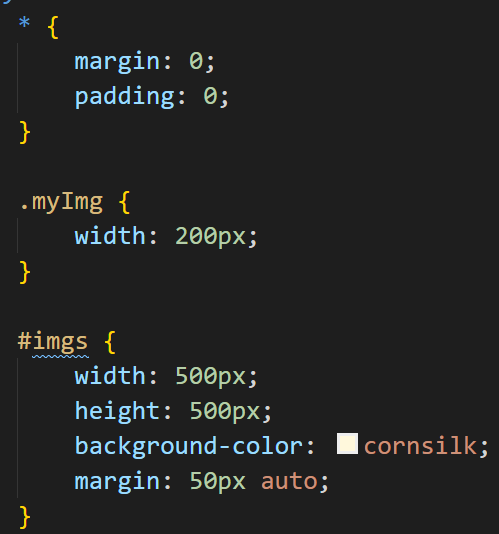 * {
    margin: 0;
    padding: 0;
}

.myImg {
    width: 200px;
}

#imgs {
    width: 500px;
    height: 500px;
    background-color: cornsilk;
    margin: 50px auto;
}